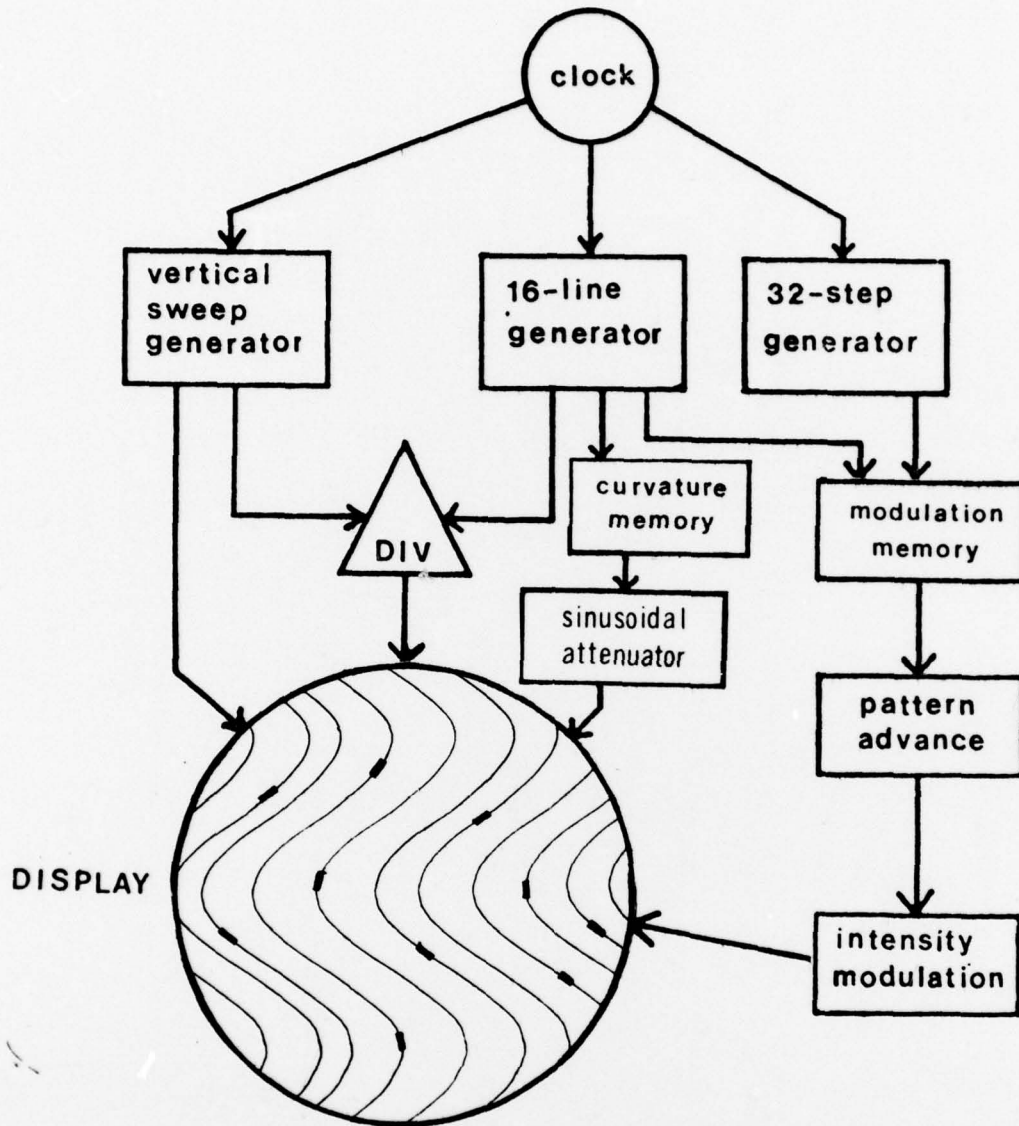 clock
vertical
sweep
generator
16-line
generator
32-step
generator
DIV
curvature
memory
modulation
memory
sinusoidal
attenuator
pattern
advance
DISPLAY
intensity
modulation